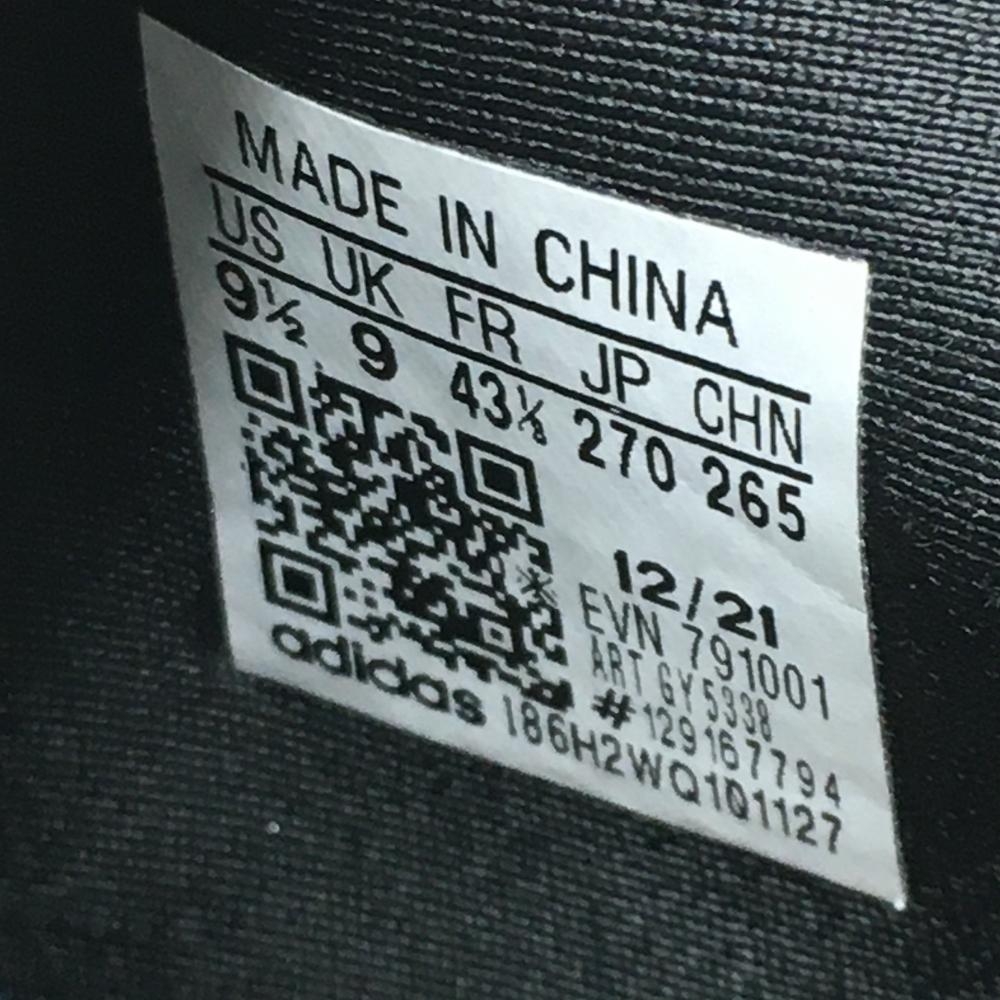 MADE IN CHINA
US UK FR JP CHN
9½ 9 43⅓ 270 265
12/21
EVN 791001
ART GY5338
#129167794
adidas 186H2WQ101127